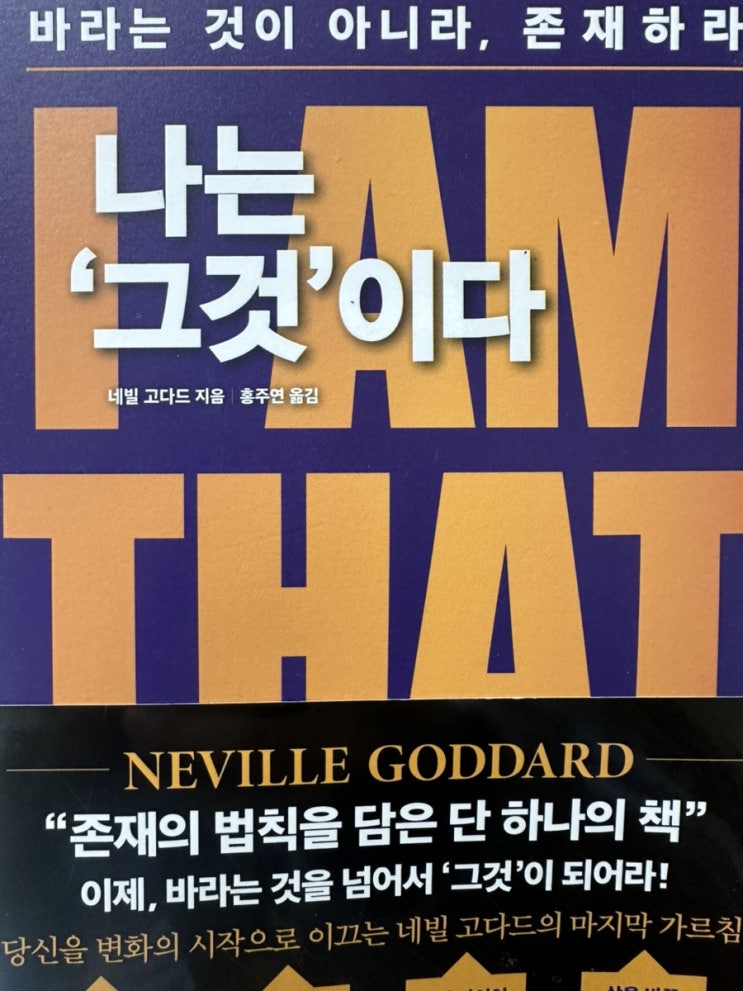 바라는 것이 아니라, 존재하라
I AM
나는
‘그것’이다
네빌 고다드 지음 | 홍주연 옮김
THAT
NEVILLE GODDARD
“존재의 법칙을 담은 단 하나의 책”
이제, 바라는 것을 넘어서 ‘그것’이 되어라!
당신을 변화의 시작으로 이끄는 네빌 고다드의 마지막 가르침